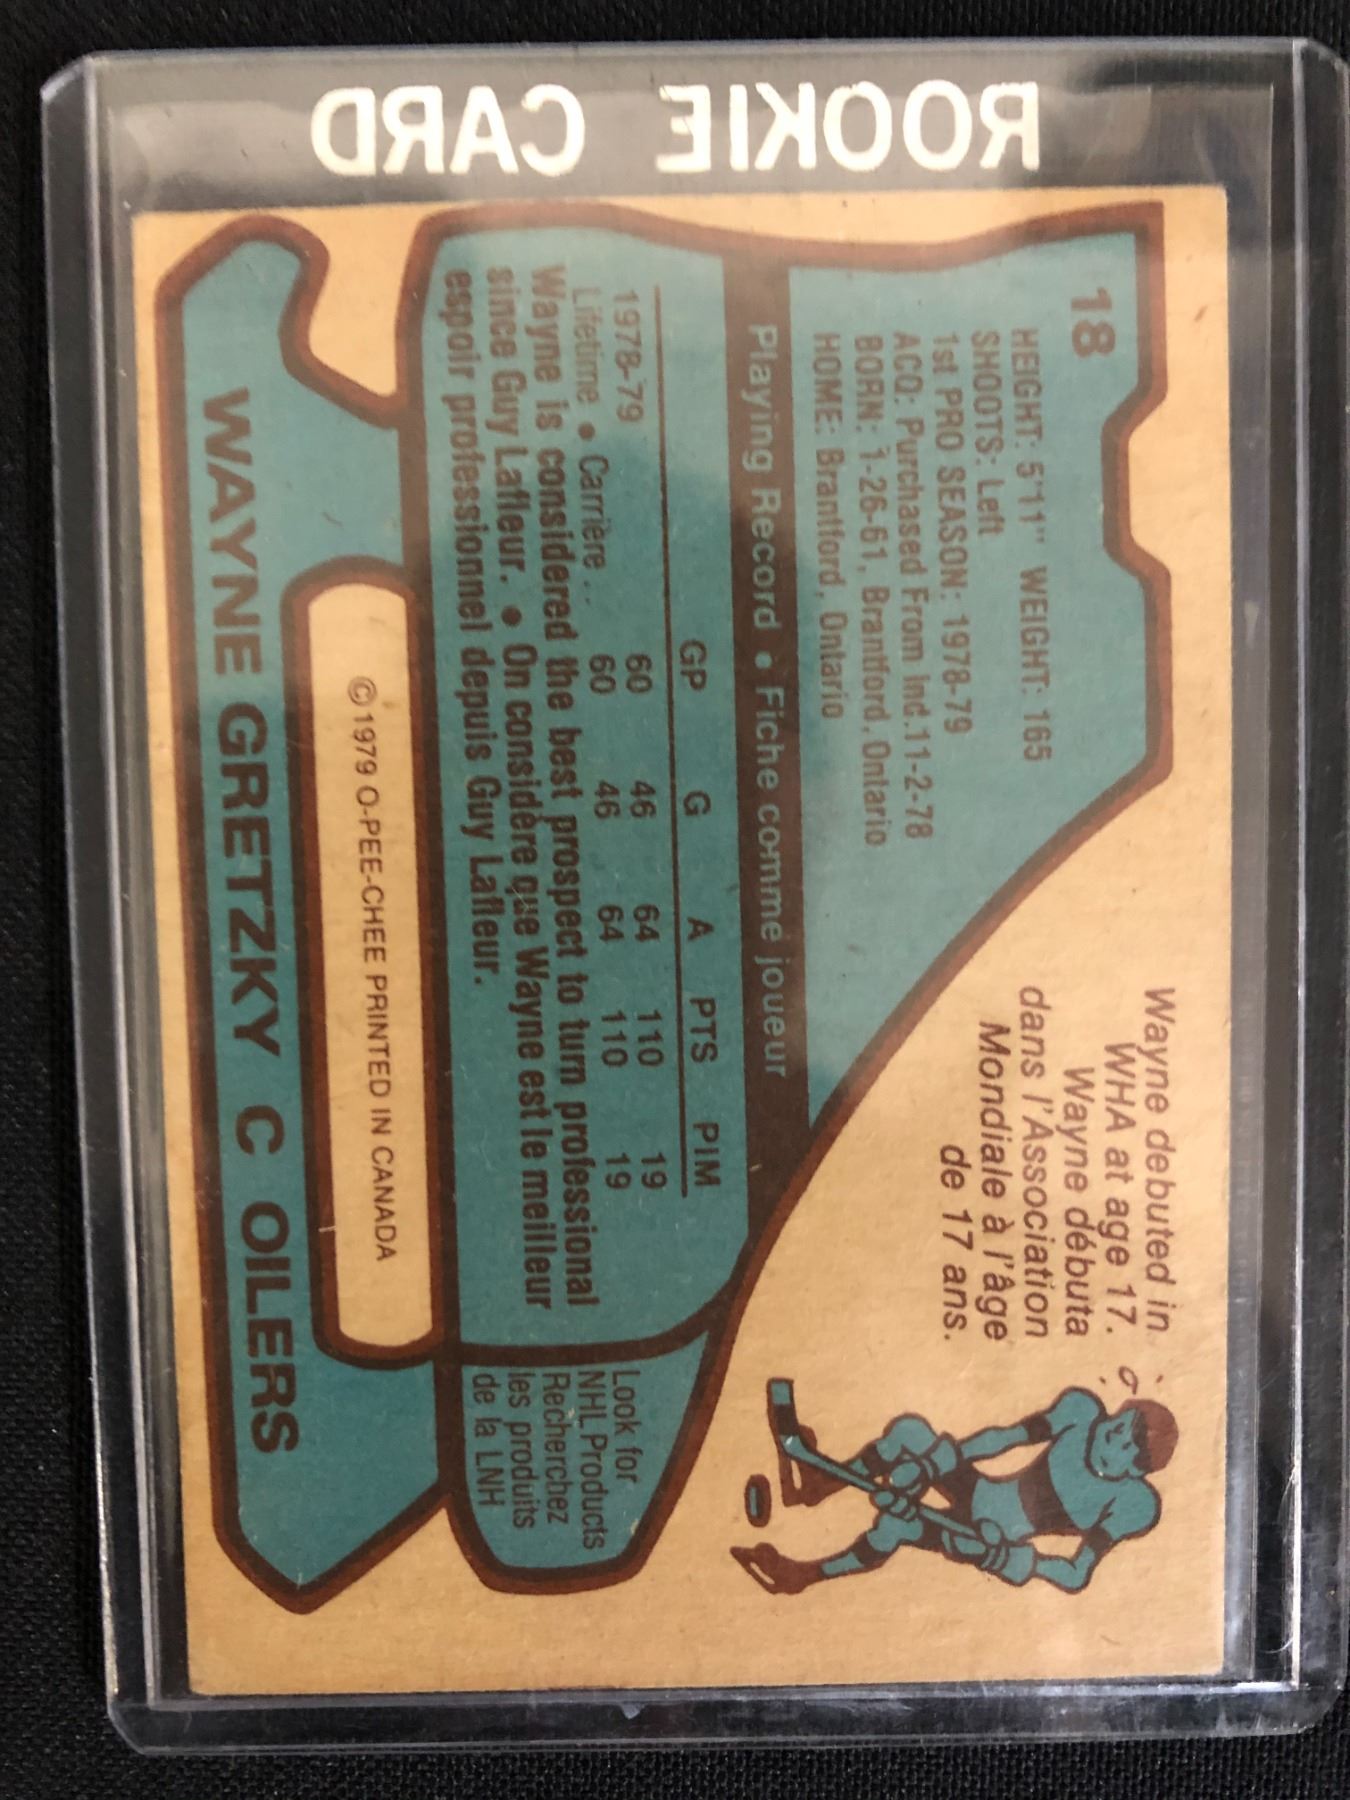 ROOKIE CARD
18
HEIGHT: 5'11" WEIGHT: 165
SHOOTS: Left
1st PRO SEASON: 1978-79
ACQ: Purchased From Ind. 11-2-78
BORN: 1-26-61, Brantford, Ontario
HOME: Brantford, Ontario
Wayne debuted in
WHA at age 17.
Wayne débuta
dans l'Association
Mondiale à l'âge
de 17 ans.
Playing Record • Fiche comme joueur
GP G A PTS PIM
1978-79 60 46 64 110 19
Lifetime • Carrière .. 60 46 64 110 19
Wayne is considered the best prospect to turn professional
since Guy Lafleur. • On considère que Wayne est le meilleur
espoir professionnel depuis Guy Lafleur.
Look for
NHL Products
Recherchez
les produits
de la LNH
© 1979 O-PEE-CHEE PRINTED IN CANADA
WAYNE GRETZKY C OILERS